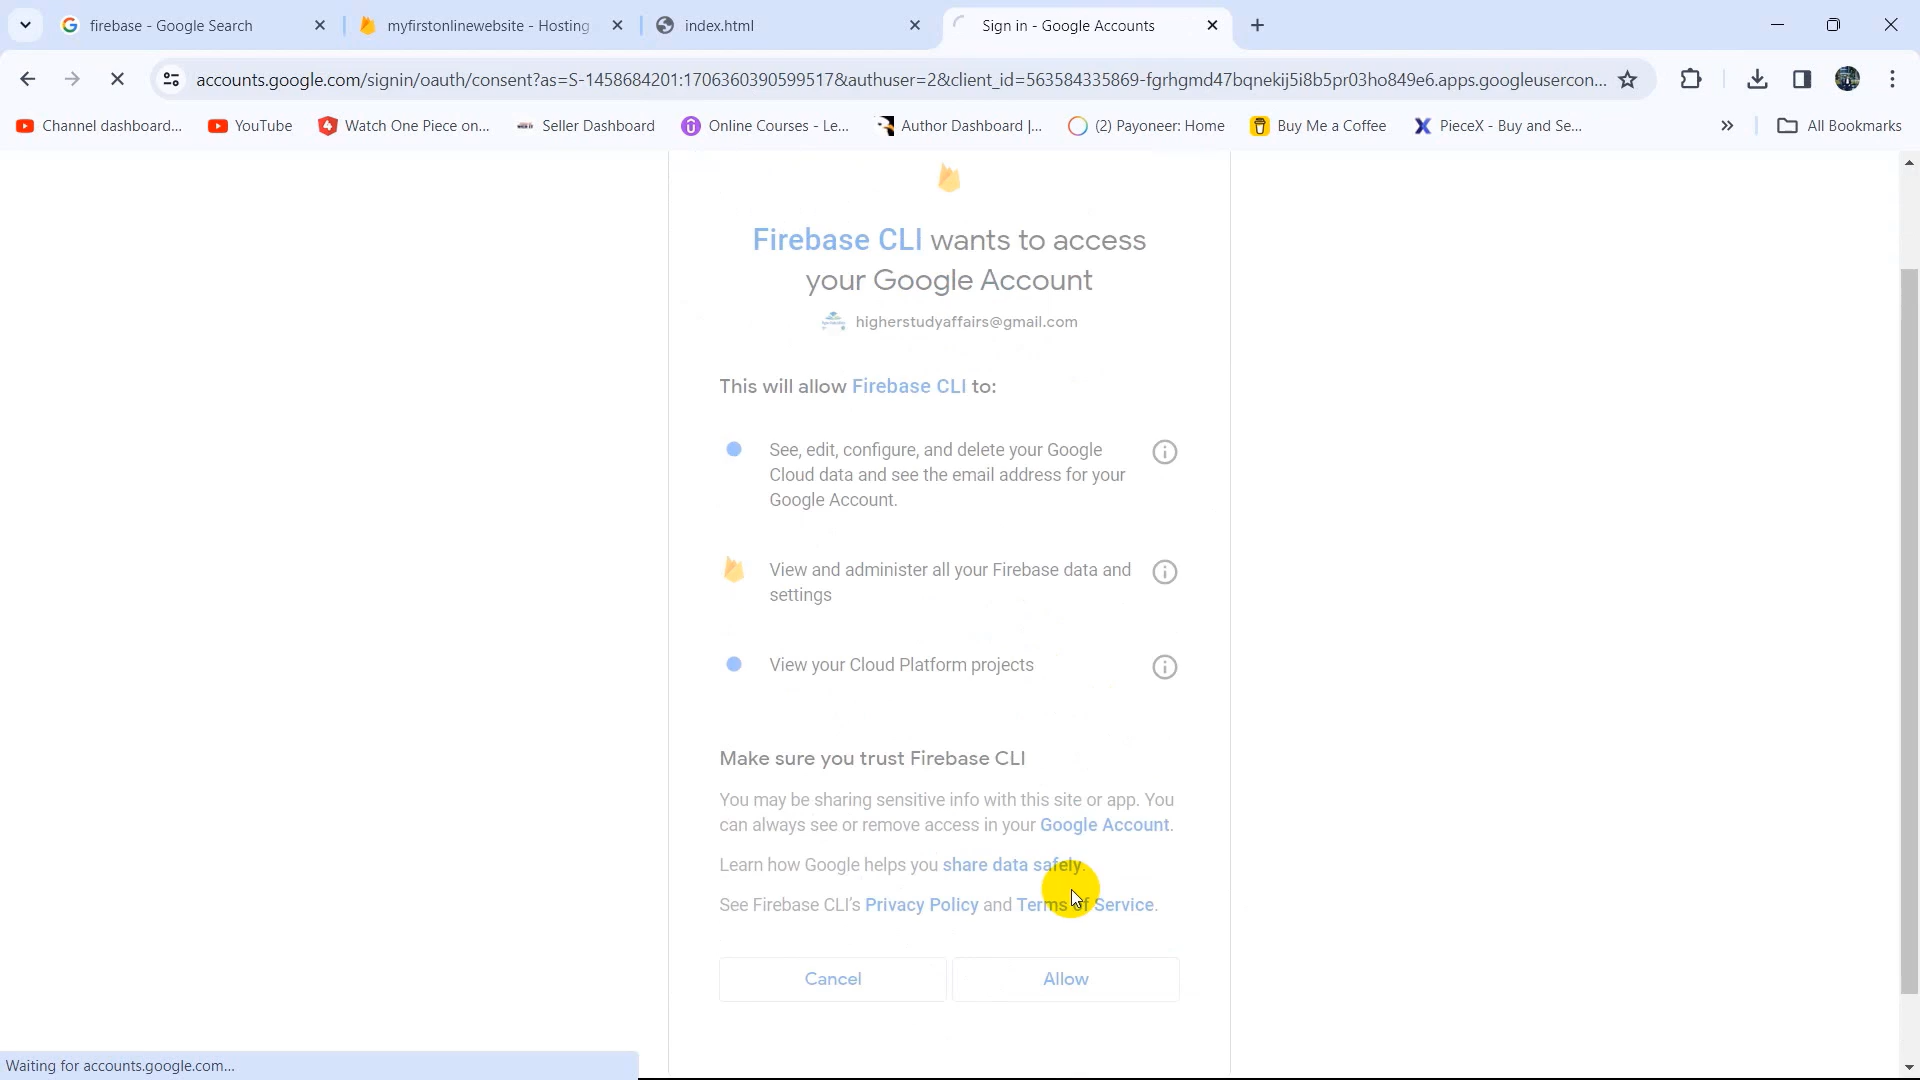 firebase - Google Search
myfirstonlinewebsite - Hosting
index.html
Sign in - Google Accounts
accounts.google.com/signin/oauth/consent?as=S-1458684201:1706360390599517&authuser=2&client_id=563584335869-fgrhgmd47bqnekij5i8b5pr03ho849e6.apps.googleusercon...
Channel dashboard...
YouTube
Watch One Piece on...
Seller Dashboard
Online Courses - Le...
Author Dashboard |...
(2) Payoneer: Home
Buy Me a Coffee
PieceX - Buy and Se...
All Bookmarks
Firebase CLI wants to access
your Google Account
higherstudyaffairs@gmail.com
This will allow Firebase CLI to:
See, edit, configure, and delete your Google
Cloud data and see the email address for your
Google Account.
View and administer all your Firebase data and
settings
View your Cloud Platform projects
Make sure you trust Firebase CLI
You may be sharing sensitive info with this site or app. You
can always see or remove access in your Google Account.
Learn how Google helps you share data safely.
See Firebase CLI's Privacy Policy and Terms of Service.
Cancel
Allow
Waiting for accounts.google.com...